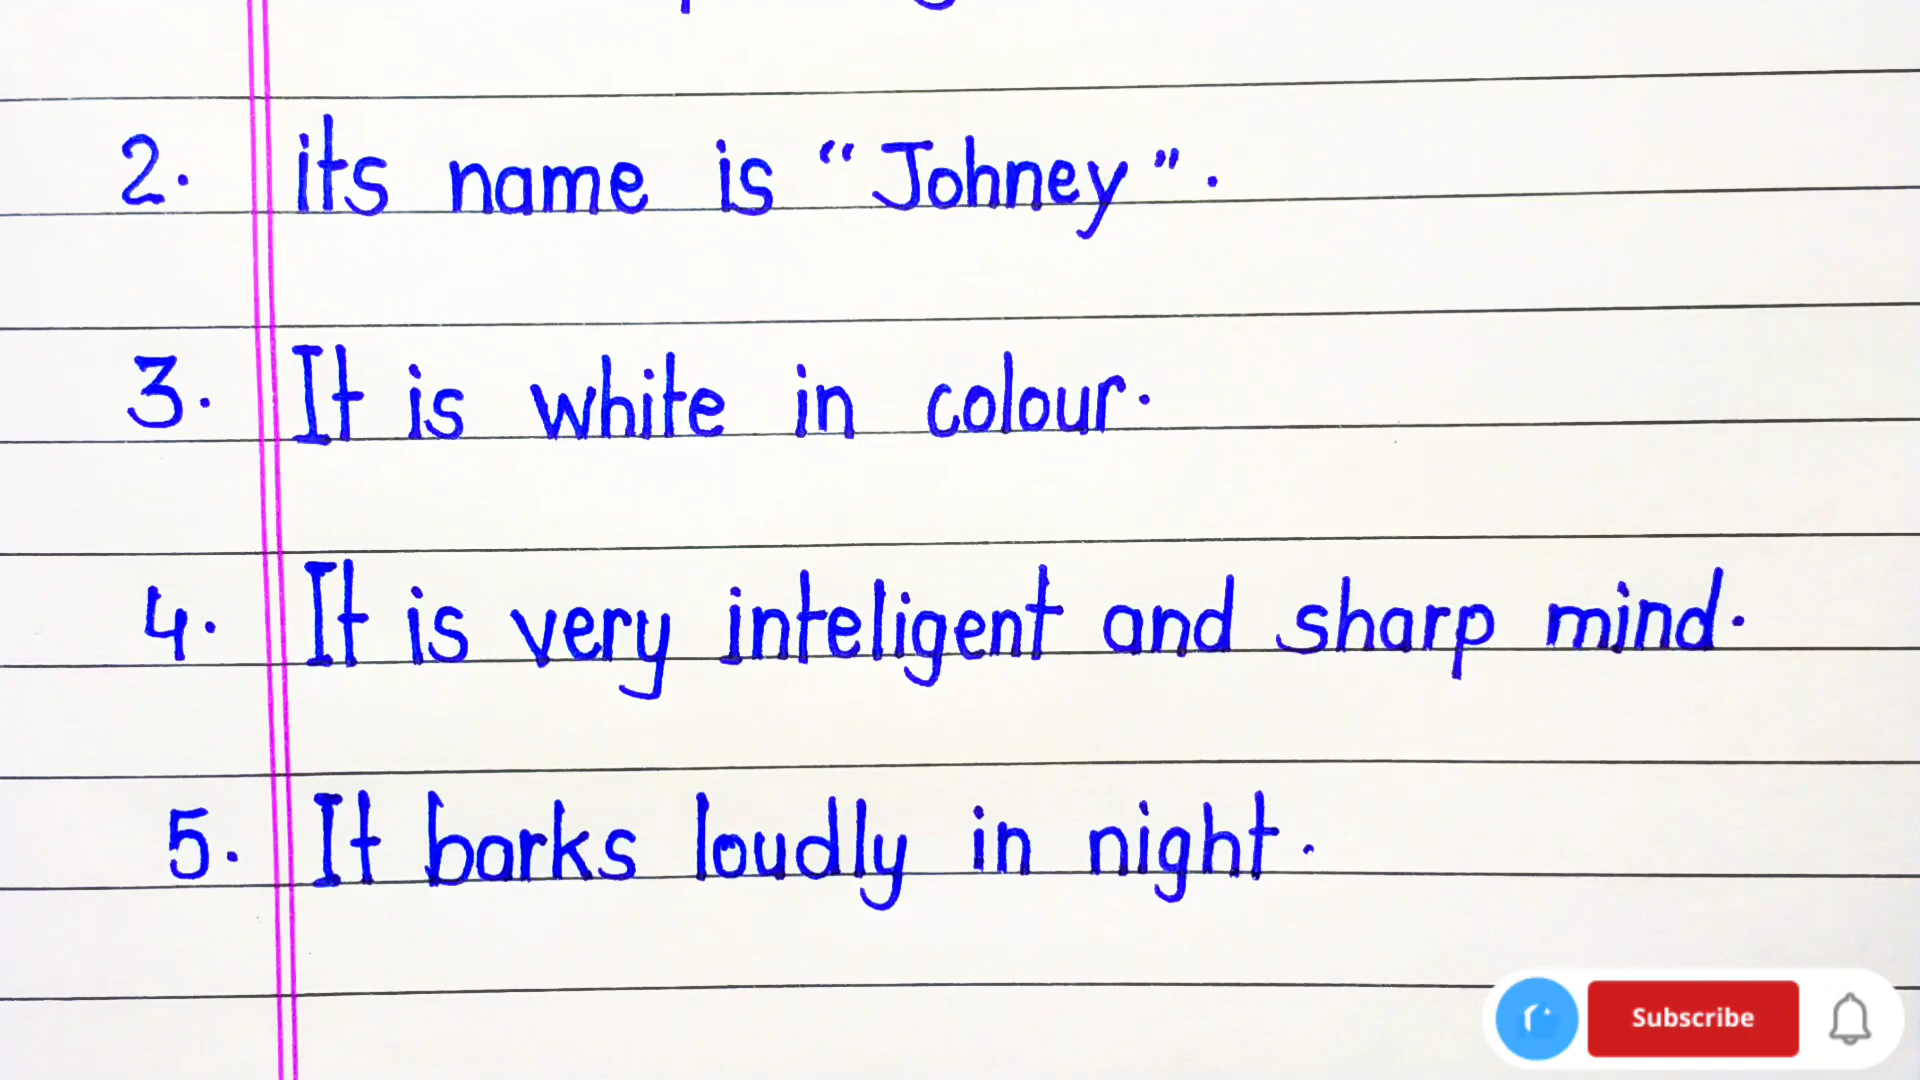 2. its name is “Johney”.
3. It is white in colour.
4. It is very inteligent and sharp mind.
5. It barks loudly in night.
Subscribe